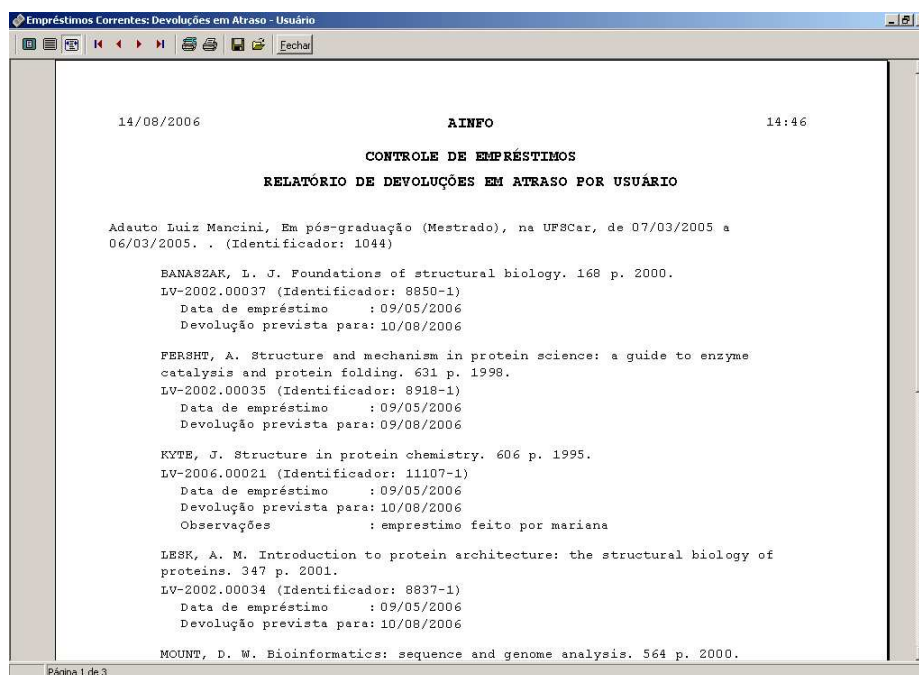 Empréstimos Correntes: Devoluções em Atraso - Usuário
Fechar
14/08/2006 AINFO 14:46
CONTROLE DE EMPRÉSTIMOS
RELATÓRIO DE DEVOLUÇÕES EM ATRASO POR USUÁRIO
Adauto Luiz Mancini, Em pós-graduação (Mestrado), na UFSCar, de 07/03/2005 a
06/03/2005. . (Identificador: 1044)
BANASZAK, L. J. Foundations of structural biology. 168 p. 2000.
LV-2002.00037 (Identificador: 8850-1)
Data de empréstimo : 09/05/2006
Devolução prevista para: 10/08/2006
FERSHT, A. Structure and mechanism in protein science: a guide to enzyme
catalysis and protein folding. 631 p. 1998.
LV-2002.00035 (Identificador: 8918-1)
Data de empréstimo : 09/05/2006
Devolução prevista para: 09/08/2006
KYTE, J. Structure in protein chemistry. 606 p. 1995.
LV-2006.00021 (Identificador: 11107-1)
Data de empréstimo : 09/05/2006
Devolução prevista para: 10/08/2006
Observações : emprestimo feito por mariana
LESK, A. M. Introduction to protein architecture: the structural biology of
proteins. 347 p. 2001.
LV-2002.00034 (Identificador: 8837-1)
Data de empréstimo : 09/05/2006
Devolução prevista para: 10/08/2006
MOUNT, D. W. Bioinformatics: sequence and genome analysis. 564 p. 2000.
Página 1 de 3